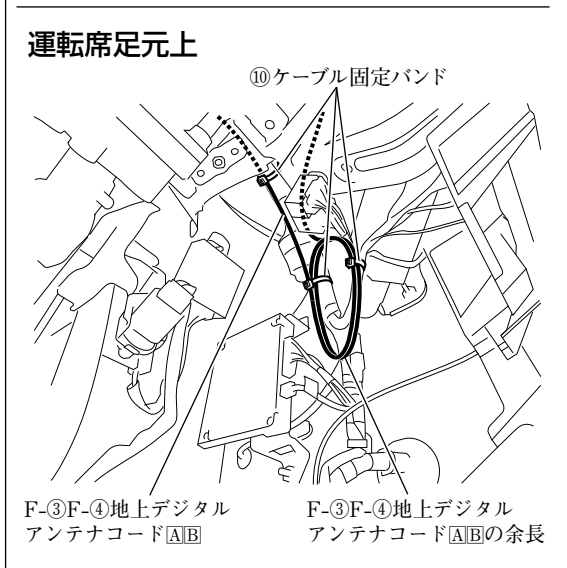 運転席足元上
⑩ケーブル固定バンド
F-③F-④地上デジタル
アンテナコード🄰🄱
F-③F-④地上デジタル
アンテナコード🄰🄱の余長